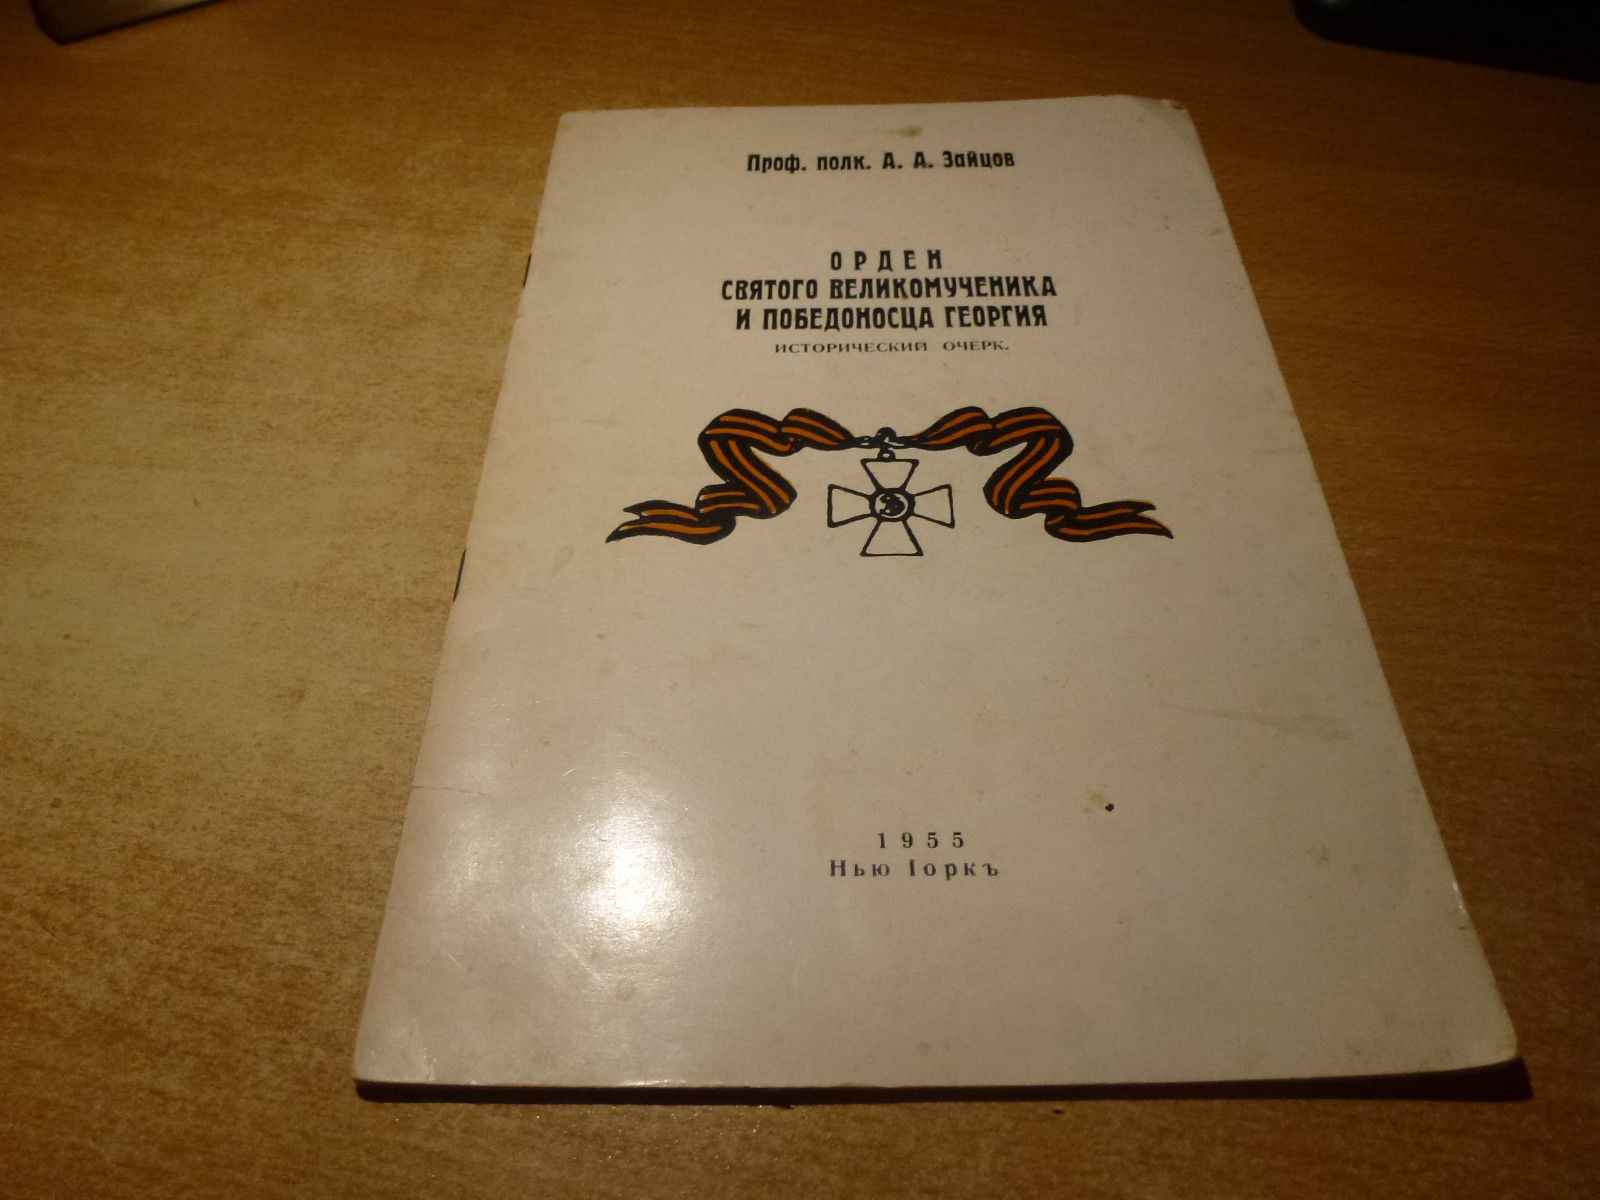 Проф. полк. А. А. Зайцов
ОРДЕН
СВЯТОГО ВЕЛИКОМУЧЕНИКА
И ПОБЕДОНОСЦА ГЕОРГИЯ
ИСТОРИЧЕСКИЙ ОЧЕРК.
1955
Нью Іоркъ